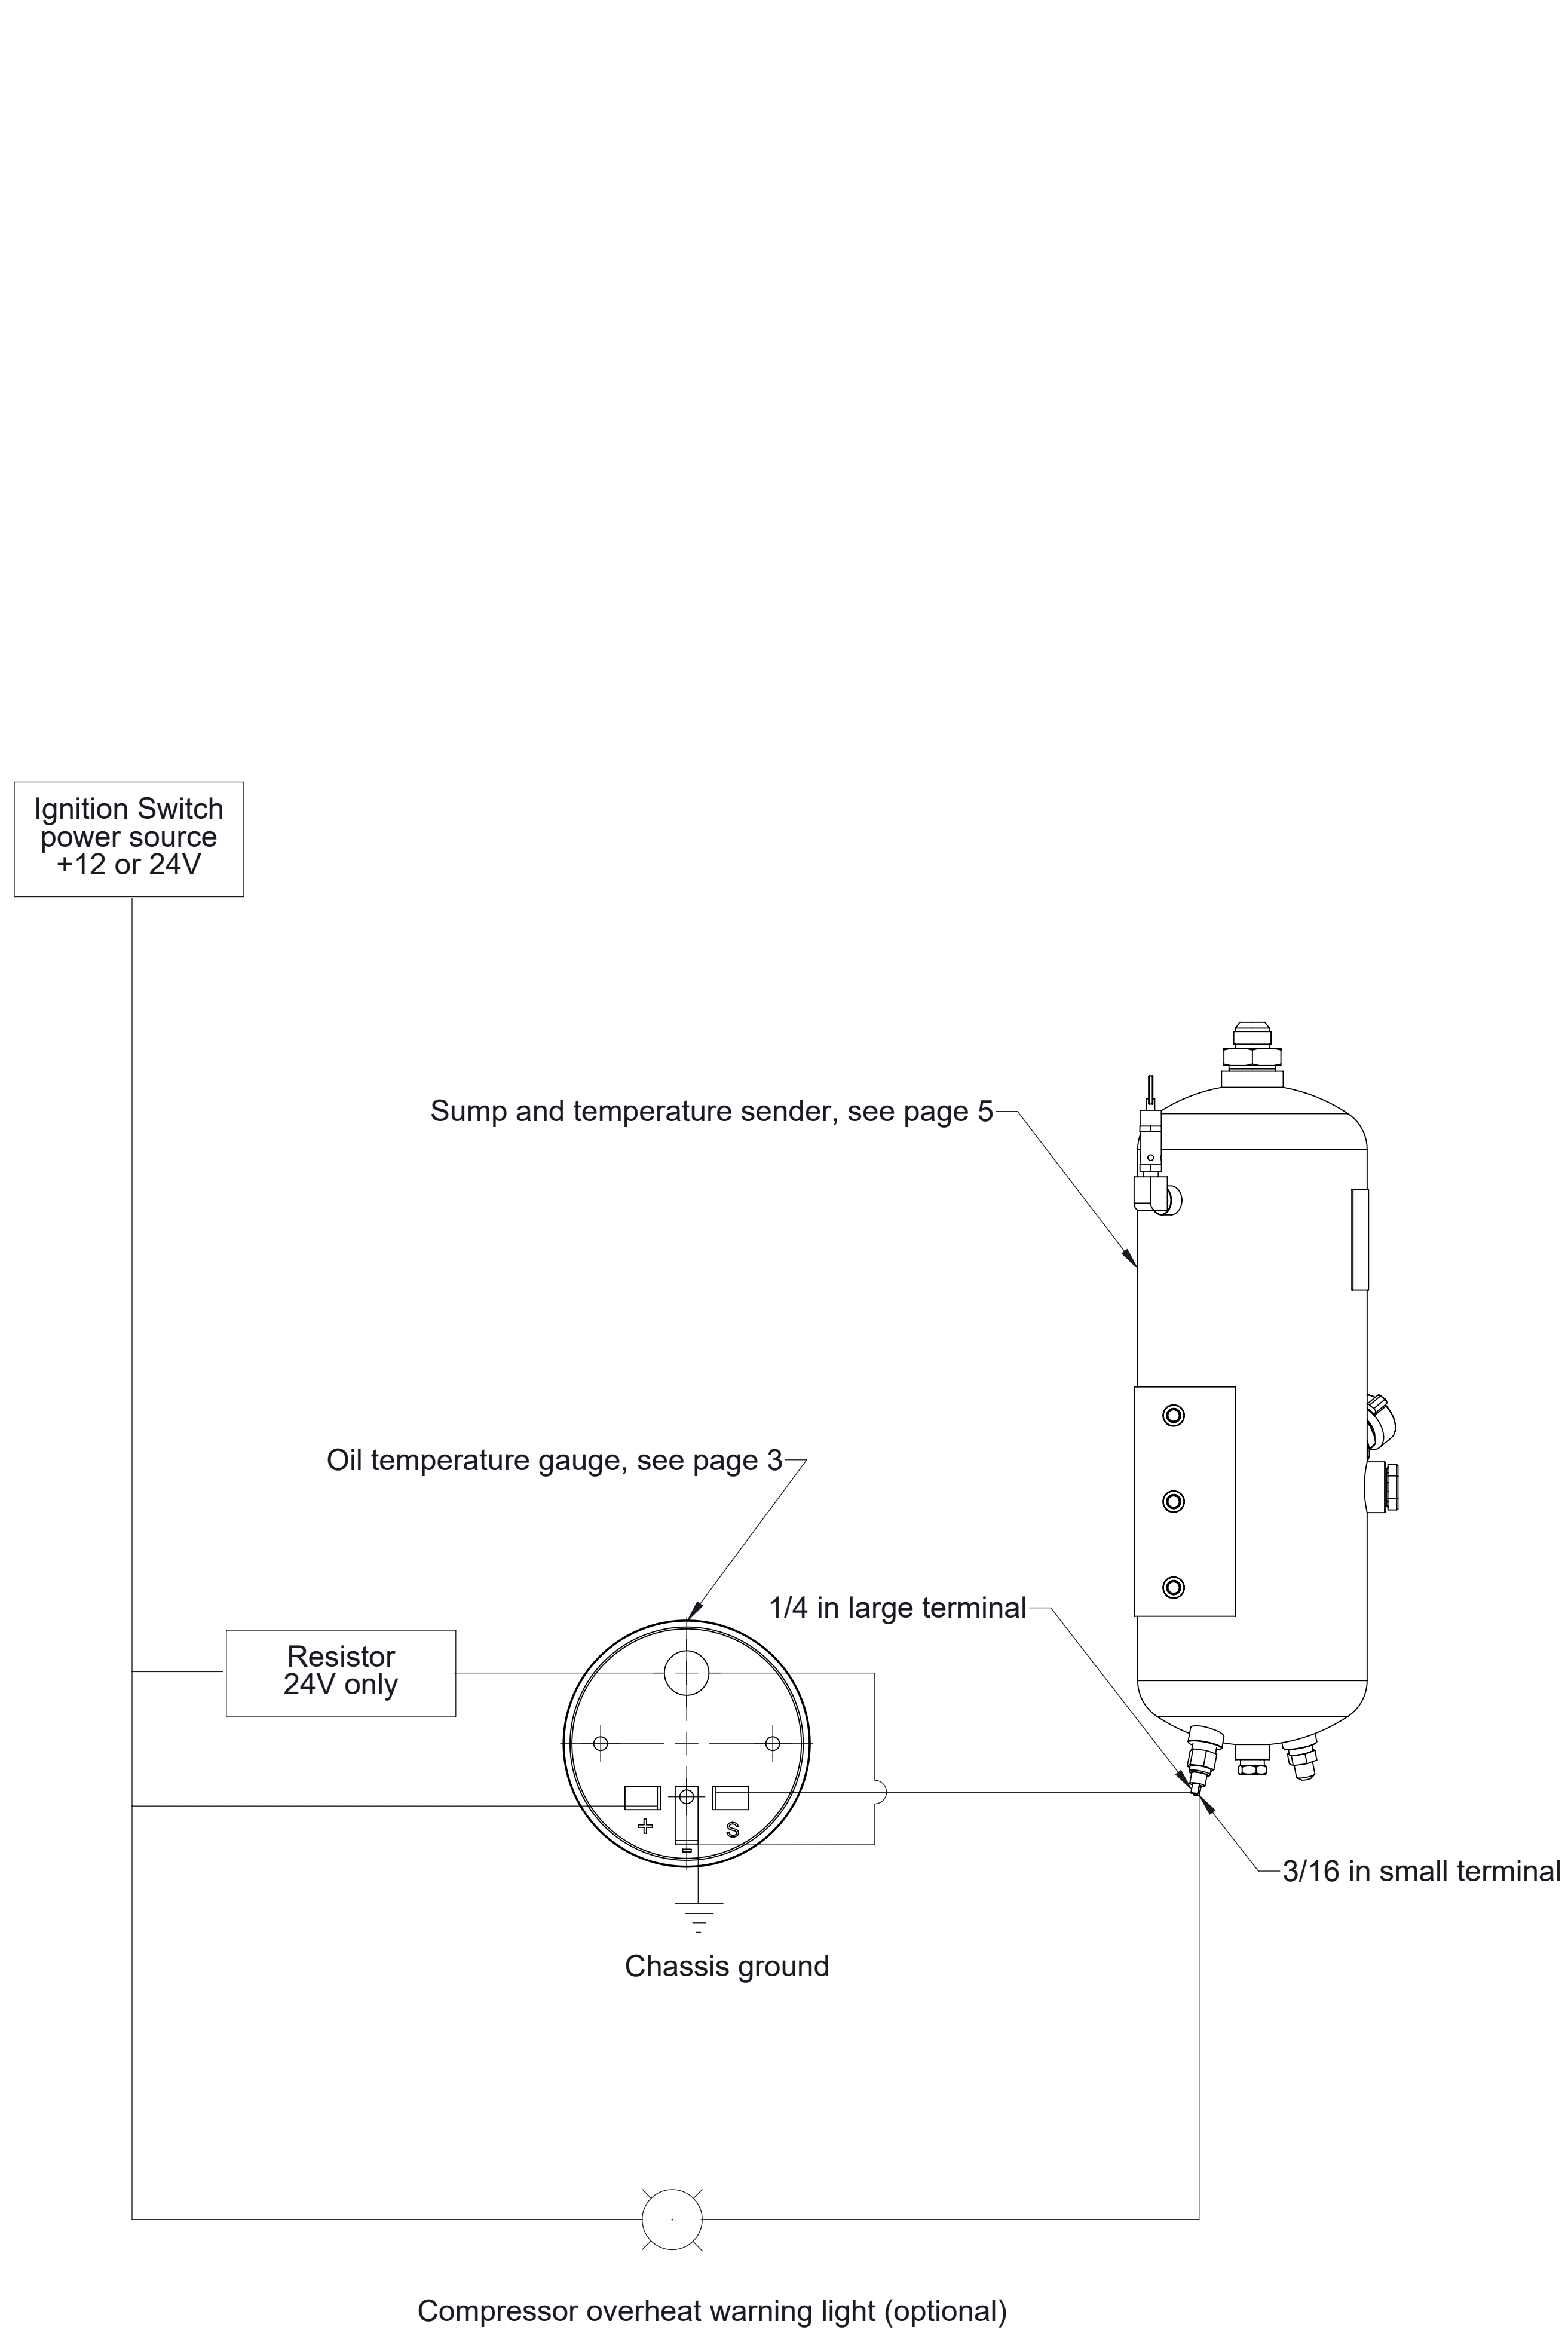 Ignition Switch
power source
+12 or 24V
Sump and temperature sender, see page 5
Oil temperature gauge, see page 3
1/4 in large terminal
Resistor
24V only
+
S
-
3/16 in small terminal
Chassis ground
Compressor overheat warning light (optional)